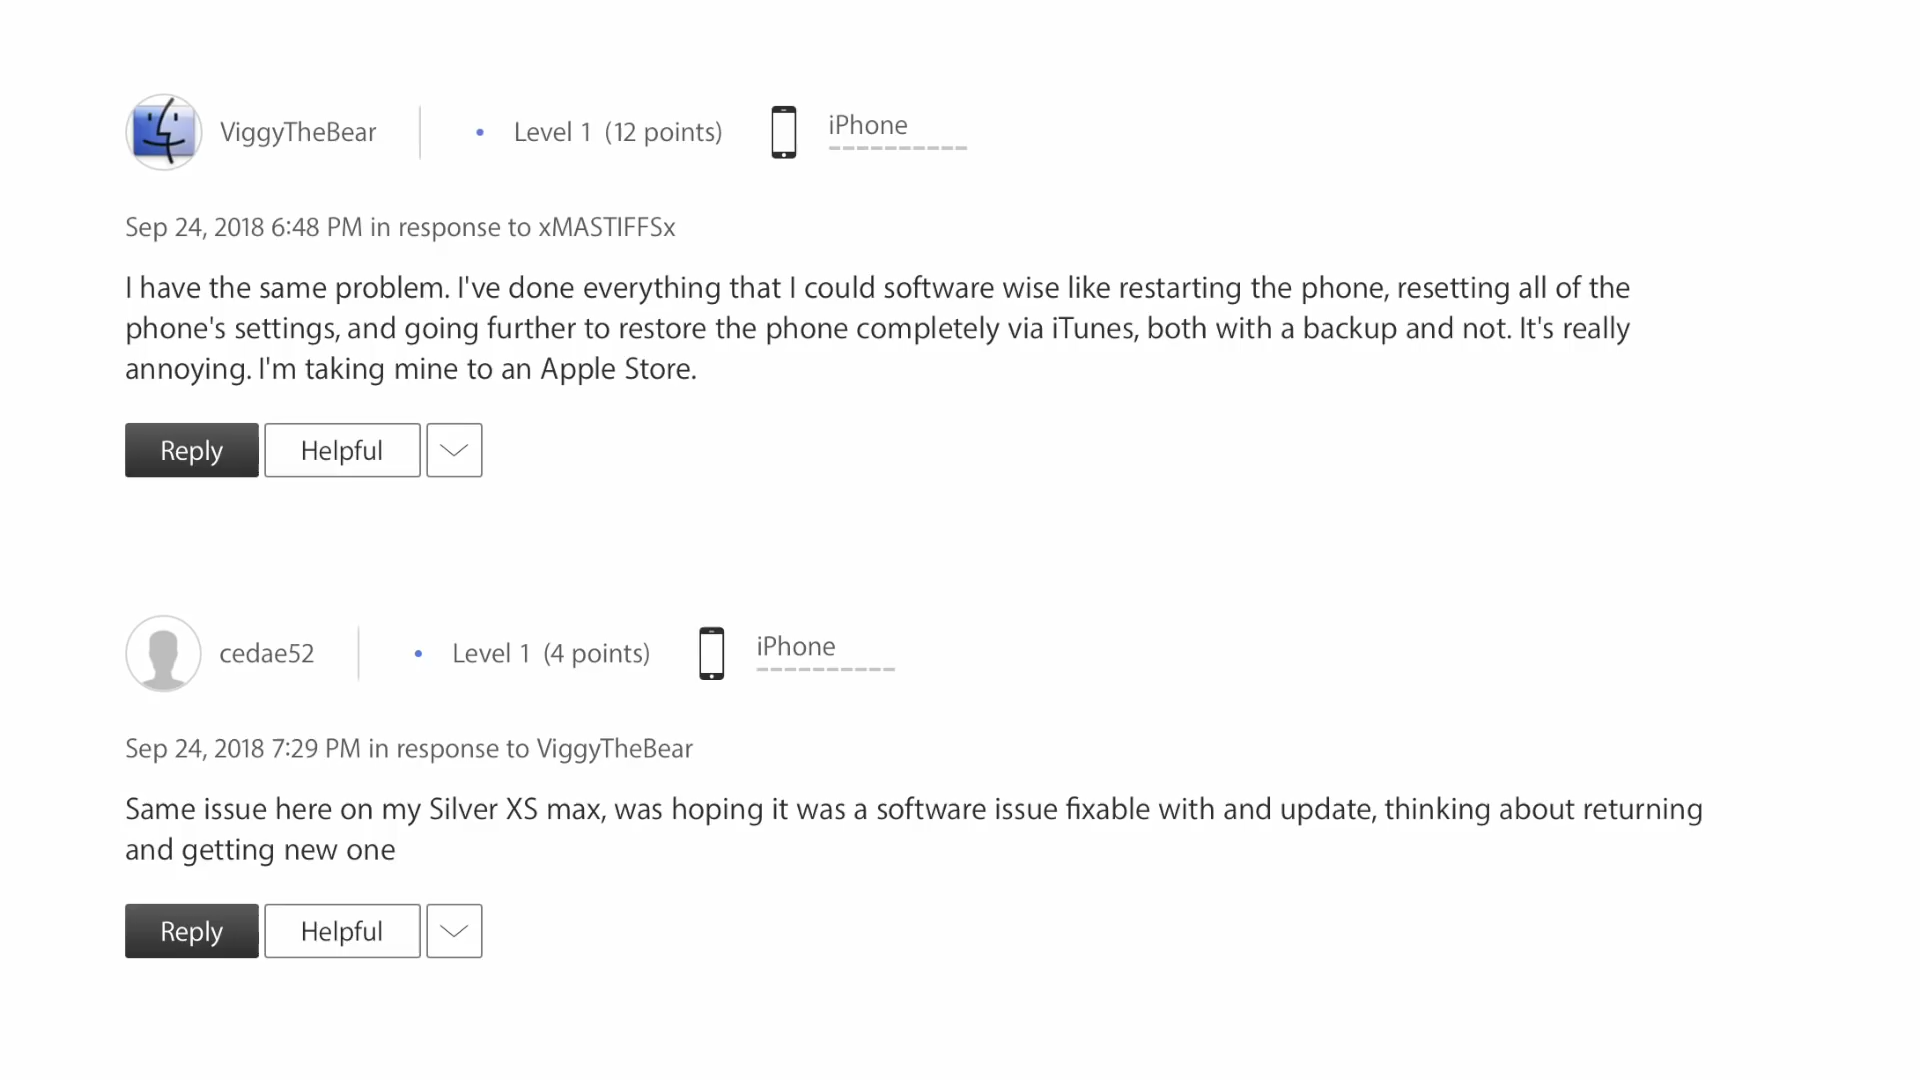 ViggyTheBear
Level 1 (12 points)
iPhone
Sep 24, 2018 6:48 PM in response to xMASTIFFSx
I have the same problem. I've done everything that I could software wise like restarting the phone, resetting all of the
phone's settings, and going further to restore the phone completely via iTunes, both with a backup and not. It's really
annoying. I'm taking mine to an Apple Store.
Reply
Helpful
cedae52
Level 1 (4 points)
iPhone
Sep 24, 2018 7:29 PM in response to ViggyTheBear
Same issue here on my Silver XS max, was hoping it was a software issue fixable with and update, thinking about returning
and getting new one
Reply
Helpful